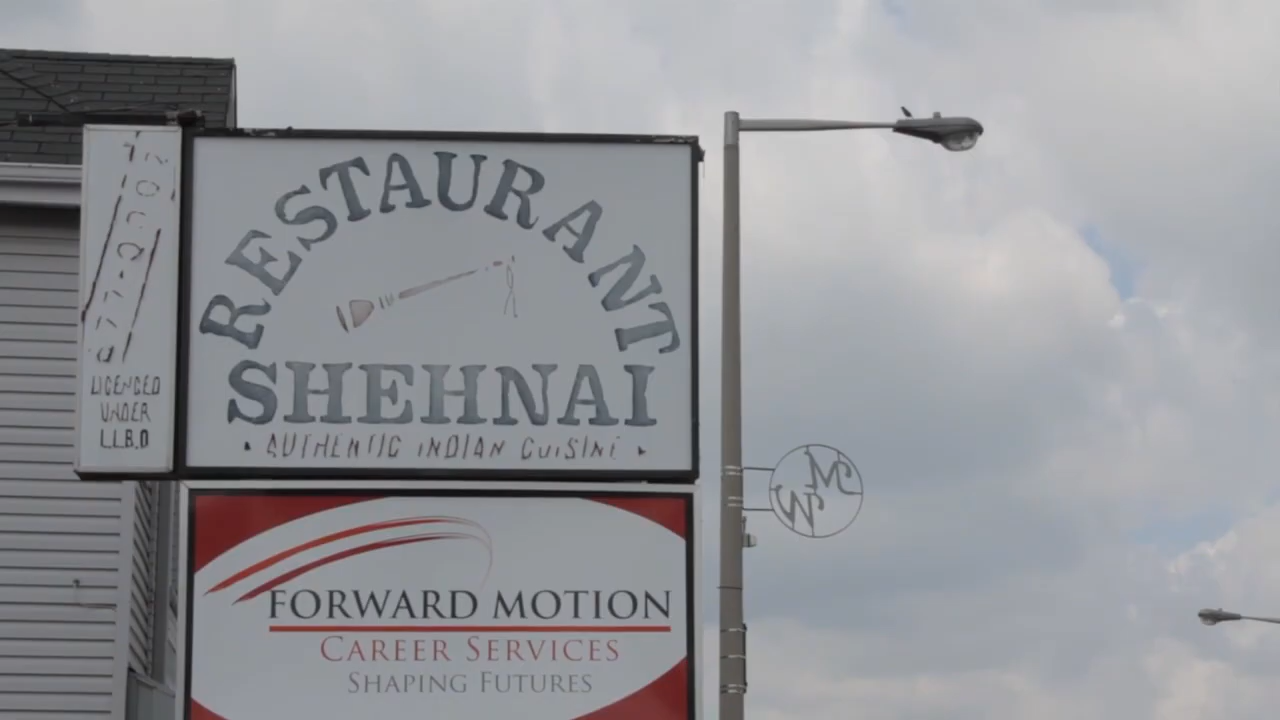 RESTAURANT
SHEHNAI
• AUTHENTIC INDIAN CUISINE •
LICENCED
UNDER
L.L.B.O
FORWARD MOTION
CAREER SERVICES
SHAPING FUTURES